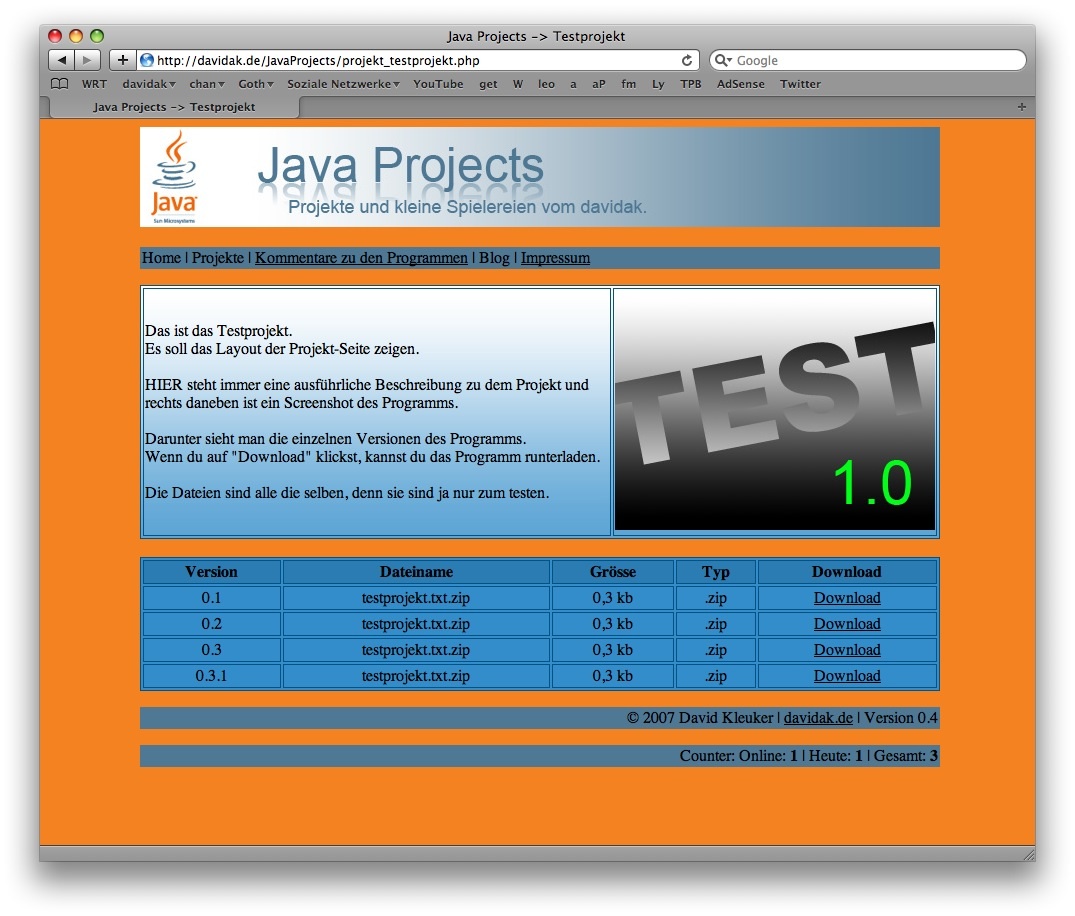 Java Projects -> Testprojekt
http://davidak.de/JavaProjects/projekt_testprojekt.php
Google
WRT davidak chan Goth Soziale Netzwerke YouTube get W leo a aP fm Ly TPB AdSense Twitter
Java Projects -> Testprojekt
Java
Sun Microsystems
Java Projects
Projekte und kleine Spielereien vom davidak.
Home | Projekte | Kommentare zu den Programmen | Blog | Impressum
Das ist das Testprojekt.
Es soll das Layout der Projekt-Seite zeigen.
HIER steht immer eine ausführliche Beschreibung zu dem Projekt und
rechts daneben ist ein Screenshot des Programms.
Darunter sieht man die einzelnen Versionen des Programms.
Wenn du auf "Download" klickst, kannst du das Programm runterladen.
Die Dateien sind alle die selben, denn sie sind ja nur zum testen.
TEST
1.0
Version Dateiname Grösse Typ Download
0.1 testprojekt.txt.zip 0,3 kb .zip Download
0.2 testprojekt.txt.zip 0,3 kb .zip Download
0.3 testprojekt.txt.zip 0,3 kb .zip Download
0.3.1 testprojekt.txt.zip 0,3 kb .zip Download
© 2007 David Kleuker | davidak.de | Version 0.4
Counter: Online: 1 | Heute: 1 | Gesamt: 3